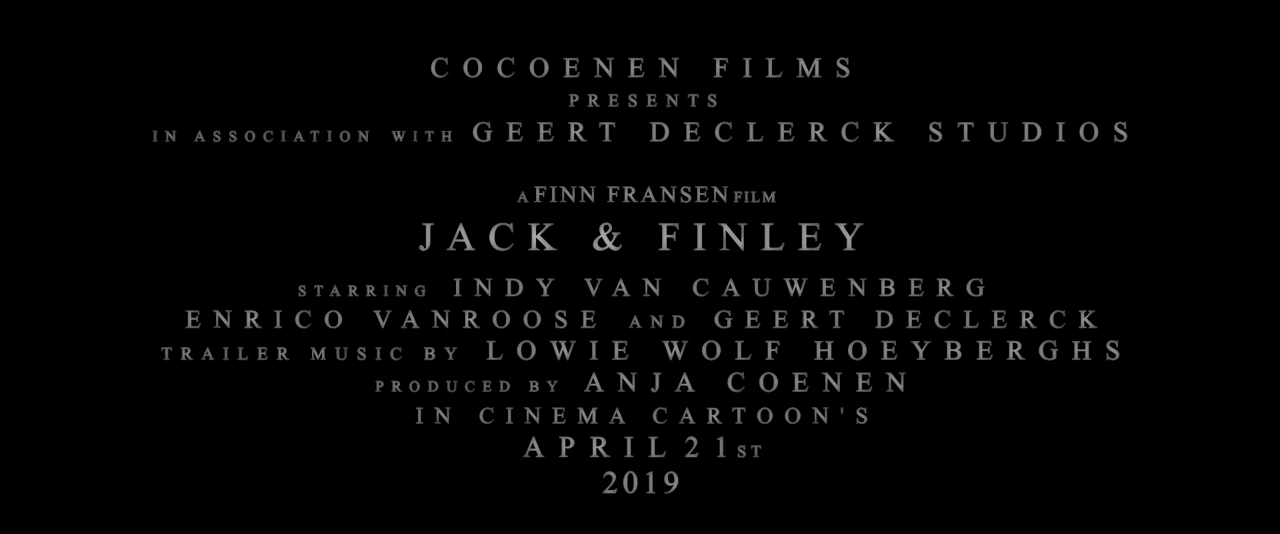 COCOENEN FILMS
PRESENTS
IN ASSOCIATION WITH GEERT DECLERCK STUDIOS
A FINN FRANSEN FILM
JACK & FINLEY
STARRING INDY VAN CAUWENBERG
ENRICO VANROOSE AND GEERT DECLERCK
TRAILER MUSIC BY LOWIE WOLF HOEYBERGHS
PRODUCED BY ANJA COENEN
IN CINEMA CARTOON'S
APRIL 21ST
2019